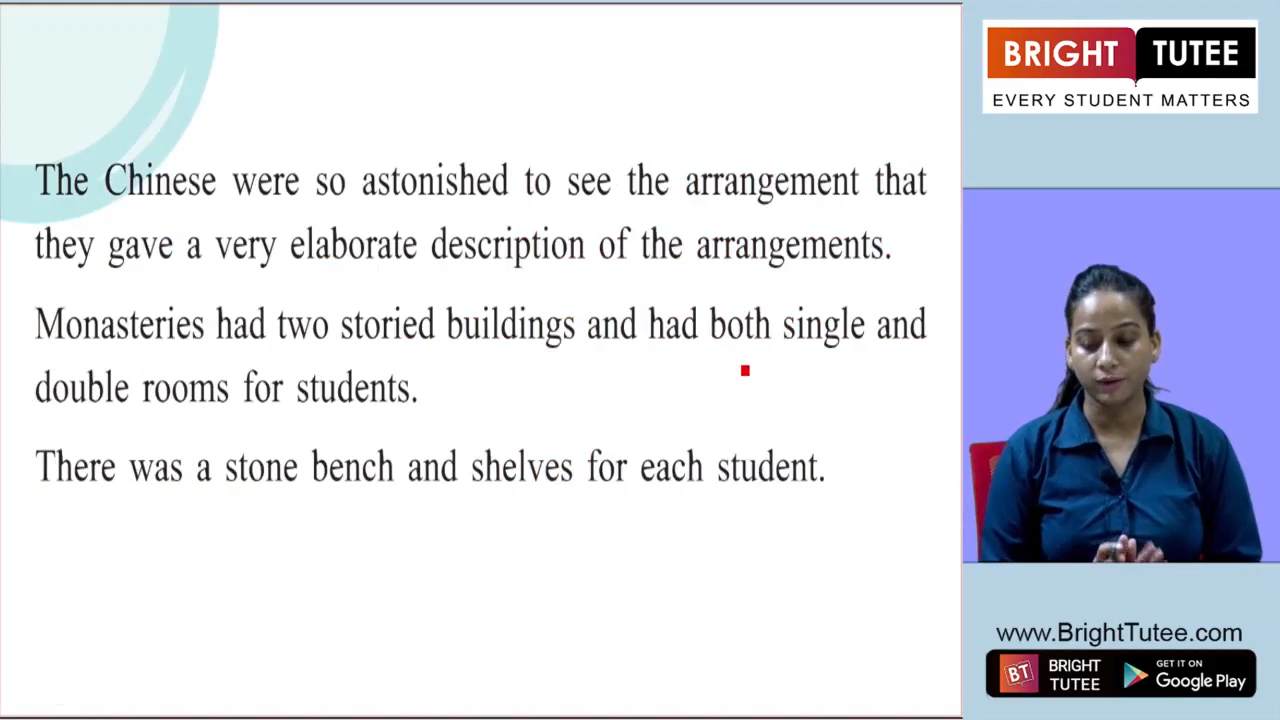 The Chinese were so astonished to see the arrangement that
they gave a very elaborate description of the arrangements.
Monasteries had two storied buildings and had both single and
double rooms for students.
There was a stone bench and shelves for each student.
BRIGHT TUTEE
EVERY STUDENT MATTERS
www.BrightTutee.com
BT
BRIGHT
TUTEE
GET IT ON
Google Play